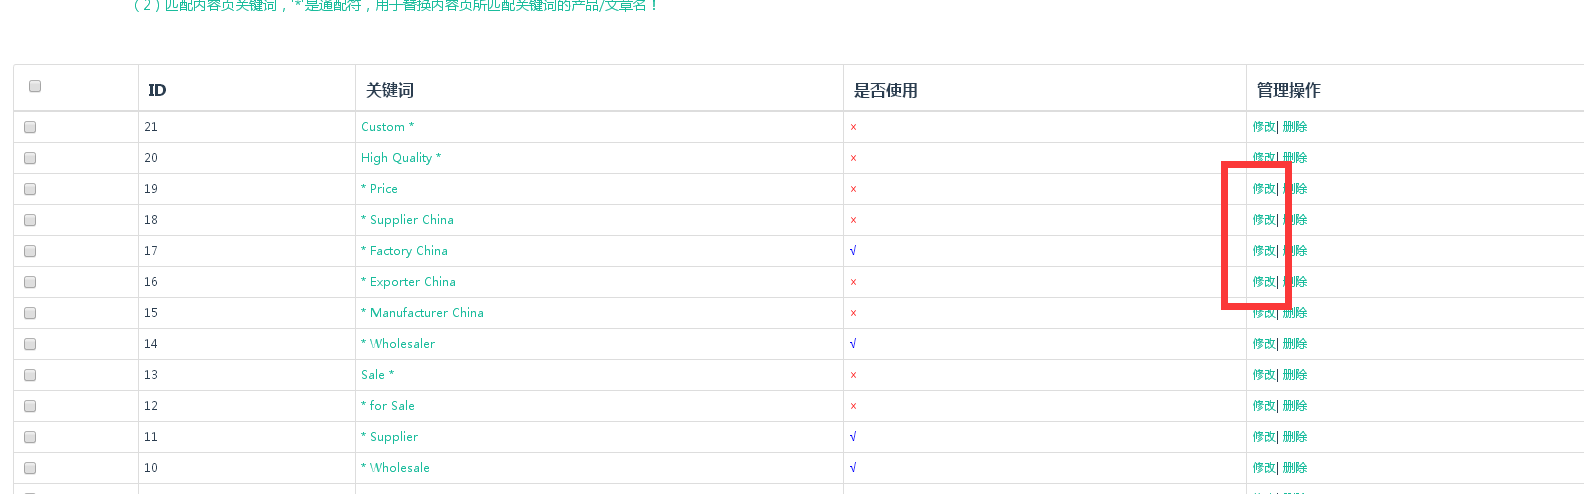 （2）匹配内容页关键词，'*'是通配符，用于替换内容页所匹配关键词的产品/文章名！
ID 关键词 是否使用 管理操作
21 Custom * × 修改| 删除
20 High Quality * × 修改| 删除
19 * Price × 修改| 删除
18 * Supplier China × 修改| 删除
17 * Factory China √ 修改| 删除
16 * Exporter China × 修改| 删除
15 * Manufacturer China × 修改| 删除
14 * Wholesaler √ 修改| 删除
13 Sale * × 修改| 删除
12 * for Sale × 修改| 删除
11 * Supplier √ 修改| 删除
10 * Wholesale √ 修改| 删除